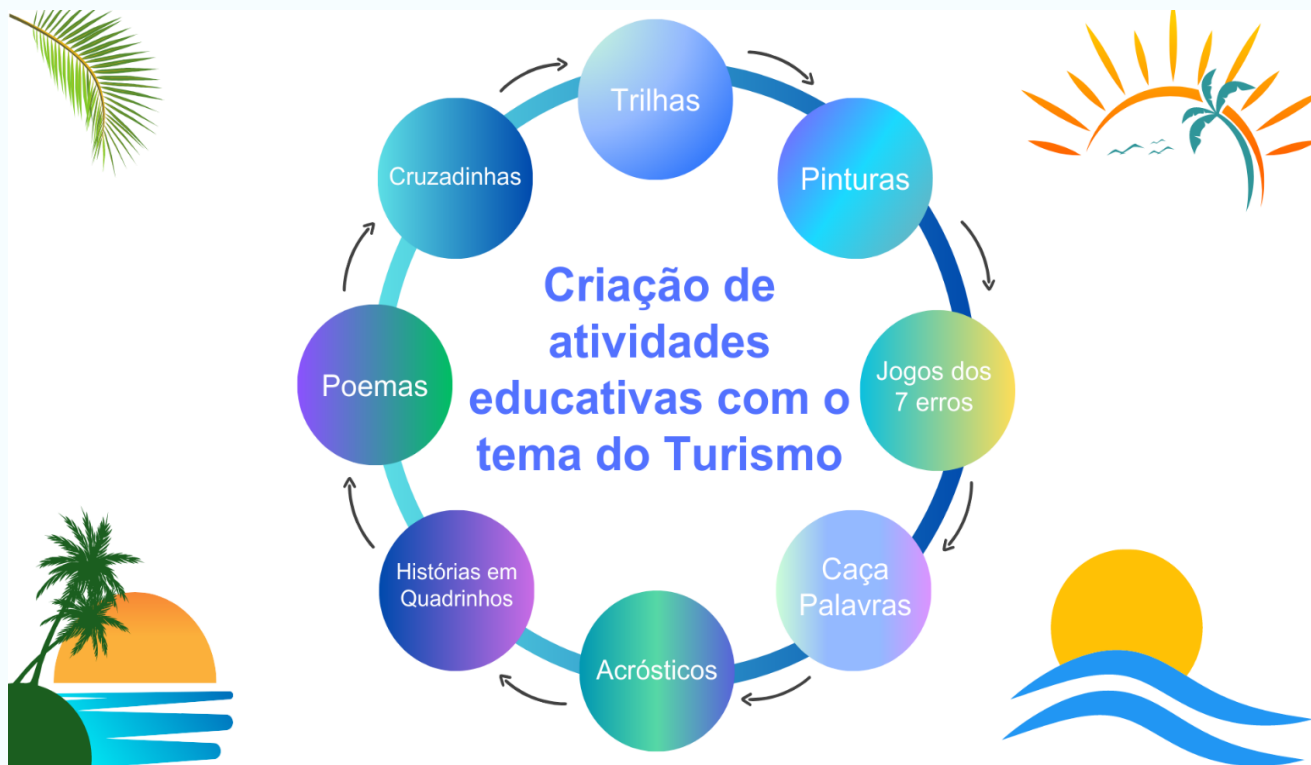 Criação de
atividades
educativas com o
tema do Turismo
Trilhas
Pinturas
Jogos dos
7 erros
Caça
Palavras
Acrósticos
Histórias em
Quadrinhos
Poemas
Cruzadinhas